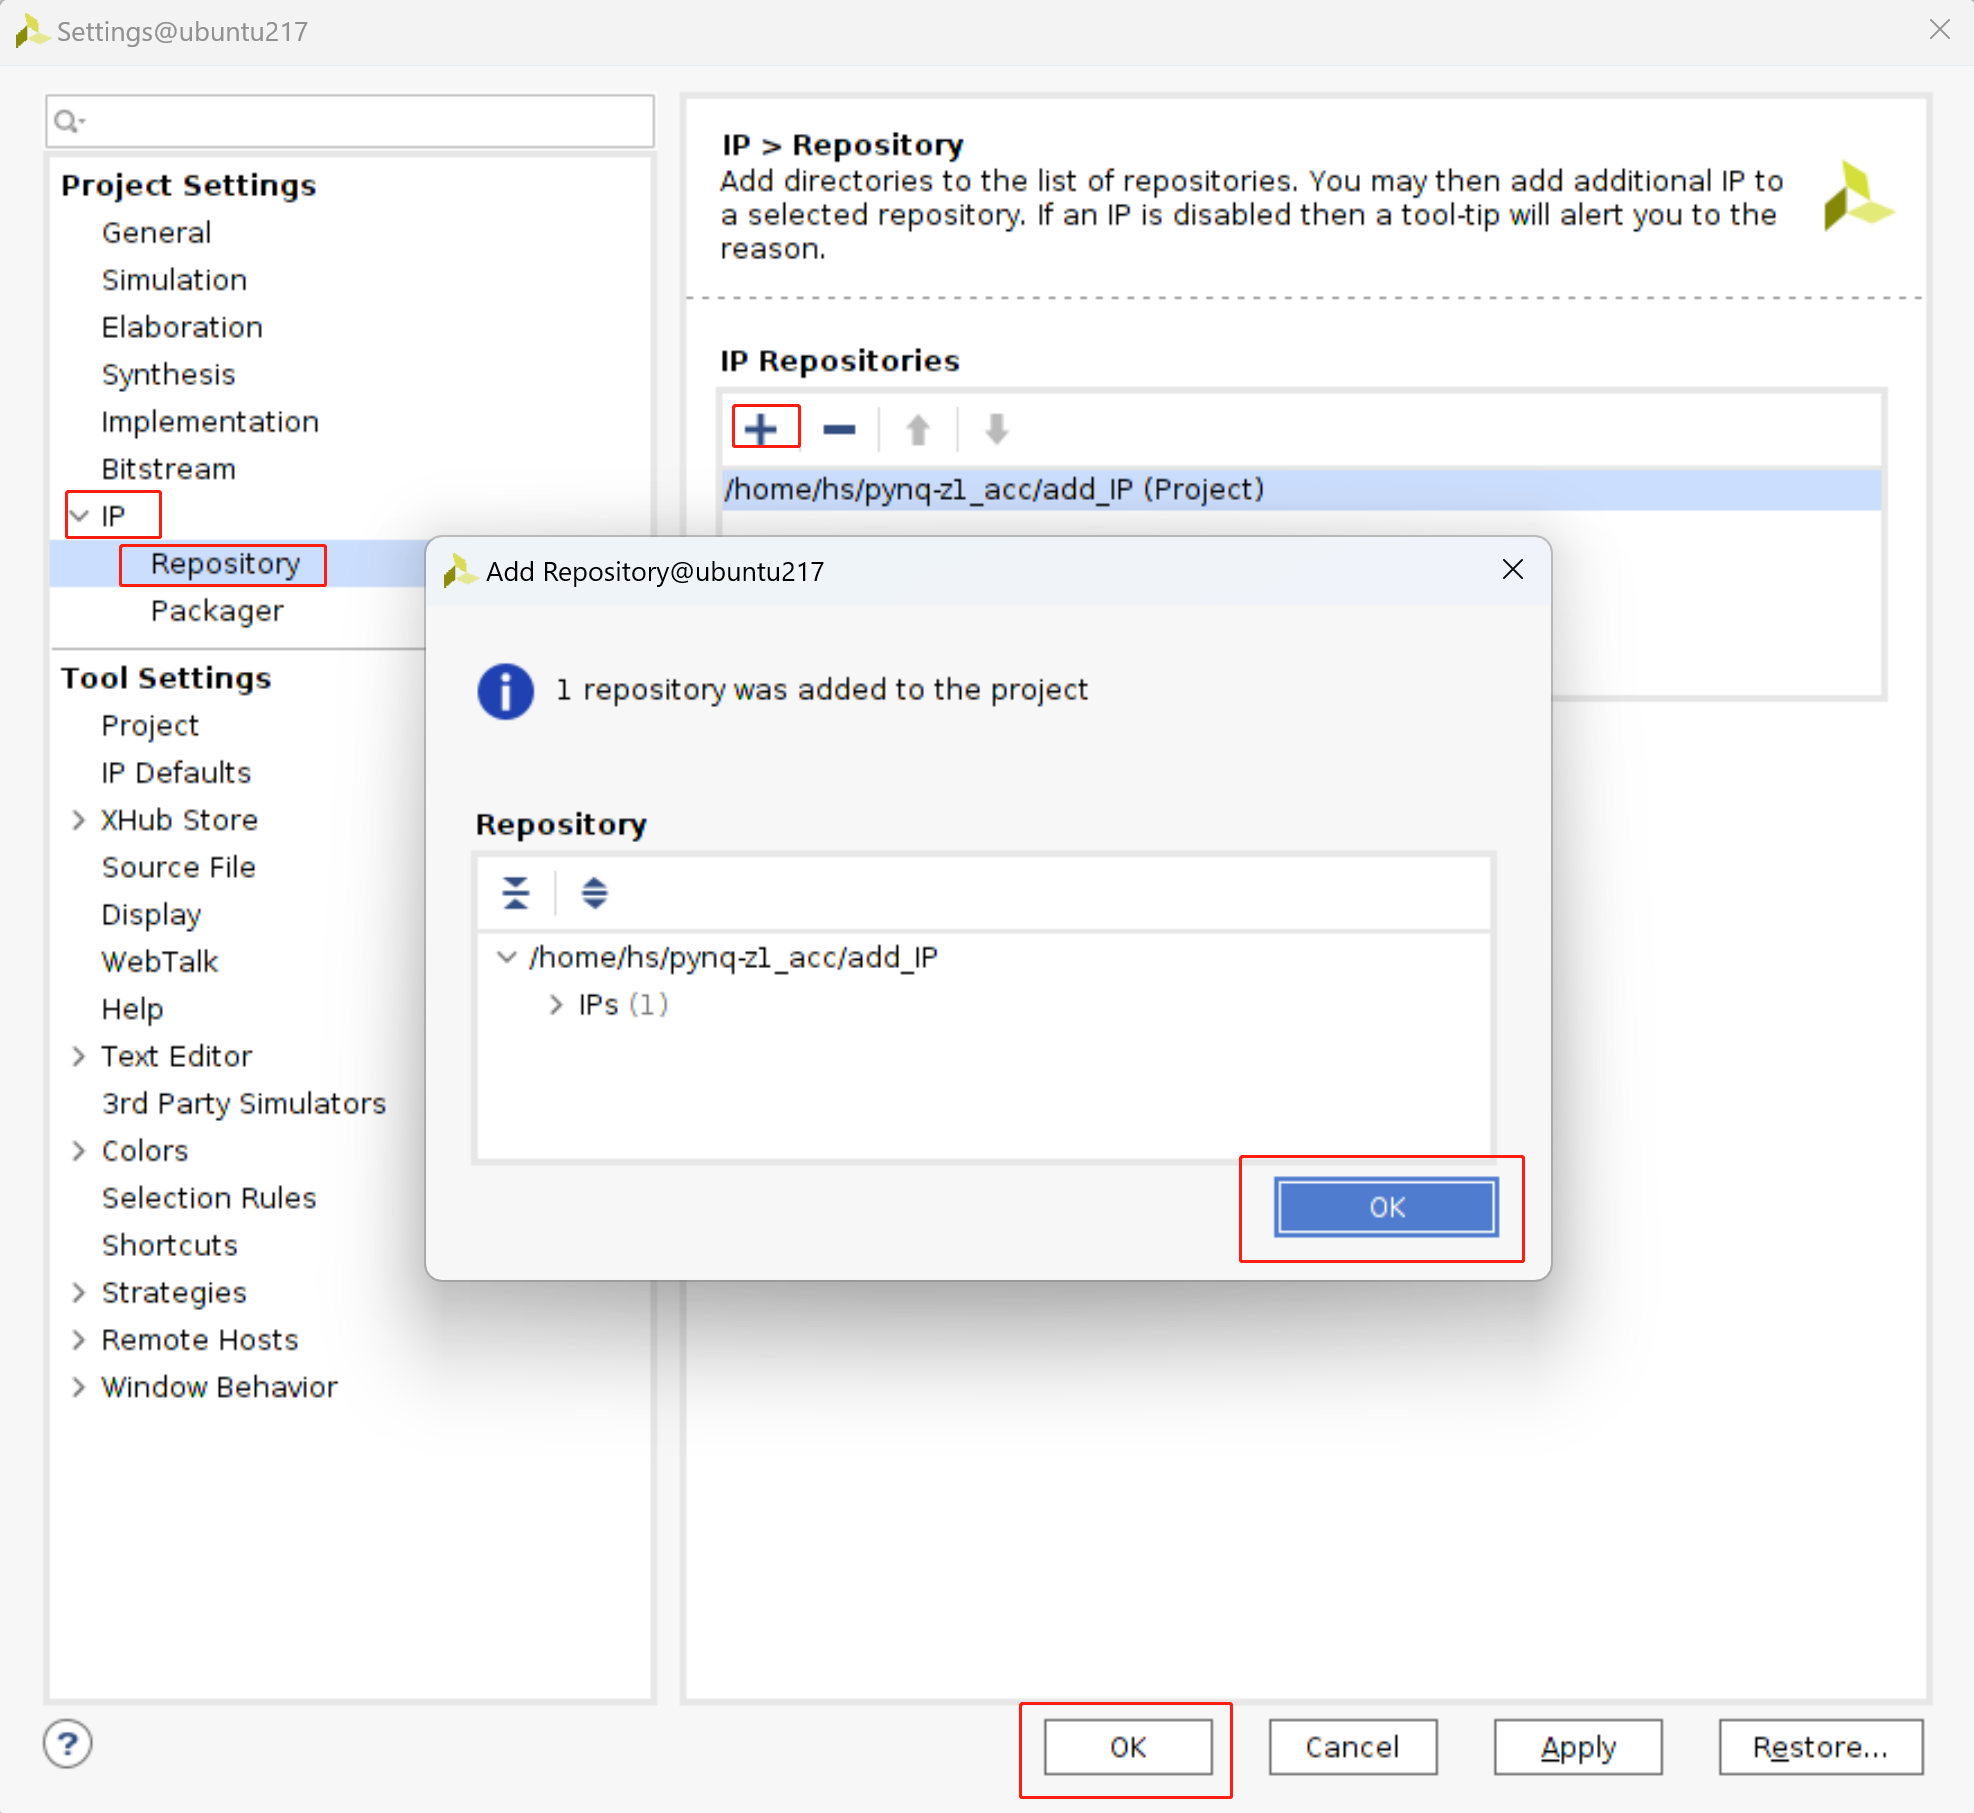 Settings@ubuntu217
Project Settings
General
Simulation
Elaboration
Synthesis
Implementation
Bitstream
IP
Repository
Packager
Tool Settings
Project
IP Defaults
XHub Store
Source File
Display
WebTalk
Help
Text Editor
3rd Party Simulators
Colors
Selection Rules
Shortcuts
Strategies
Remote Hosts
Window Behavior
IP > Repository
Add directories to the list of repositories. You may then add additional IP to
a selected repository. If an IP is disabled then a tool-tip will alert you to the
reason.
IP Repositories
/home/hs/pynq-z1_acc/add_IP (Project)
Add Repository@ubuntu217
1 repository was added to the project
Repository
/home/hs/pynq-z1_acc/add_IP
IPs (1)
OK
?
OK
Cancel
Apply
Restore...